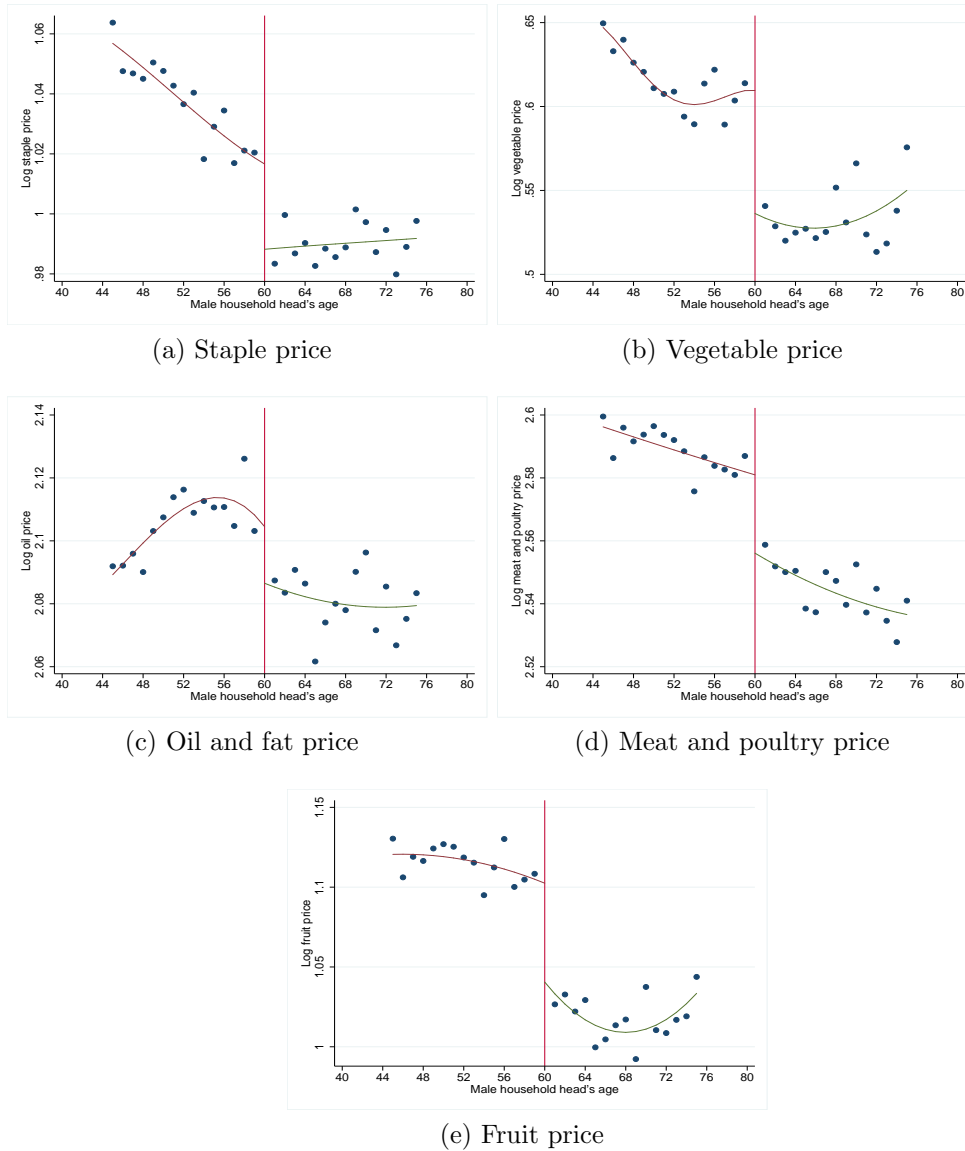 Log staple price
.98 1 1.02 1.04 1.06
40 44 48 52 56 60 64 68 72 76 80
Male household head's age
(a) Staple price
Log vegetable price
.5 .55 .6 .65
40 44 48 52 56 60 64 68 72 76 80
Male household head's age
(b) Vegetable price
Log oil price
2.06 2.08 2.1 2.12 2.14
40 44 48 52 56 60 64 68 72 76 80
Male household head's age
(c) Oil and fat price
Log meat and poultry price
2.52 2.54 2.56 2.58 2.6
40 44 48 52 56 60 64 68 72 76 80
Male household head's age
(d) Meat and poultry price
Log fruit price
1 1.05 1.1 1.15
40 44 48 52 56 60 64 68 72 76 80
Male household head's age
(e) Fruit price